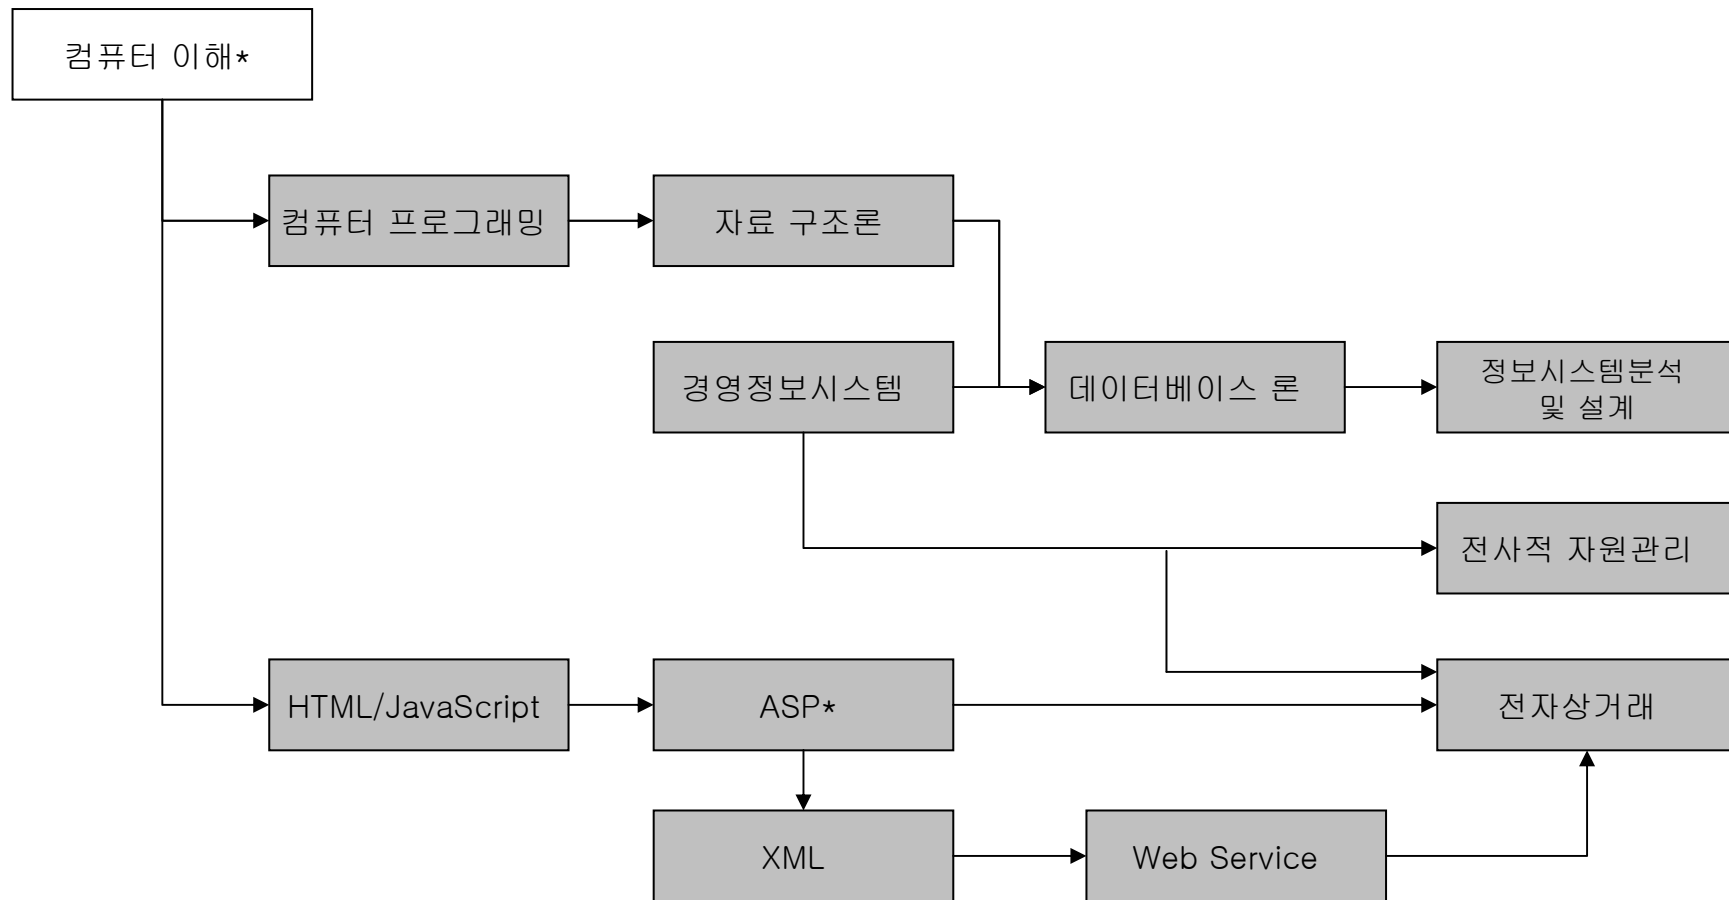 컴퓨터 이해*
컴퓨터 프로그래밍
자료 구조론
경영정보시스템
데이터베이스 론
정보시스템분석
및 설계
전사적 자원관리
HTML/JavaScript
ASP*
전자상거래
XML
Web Service